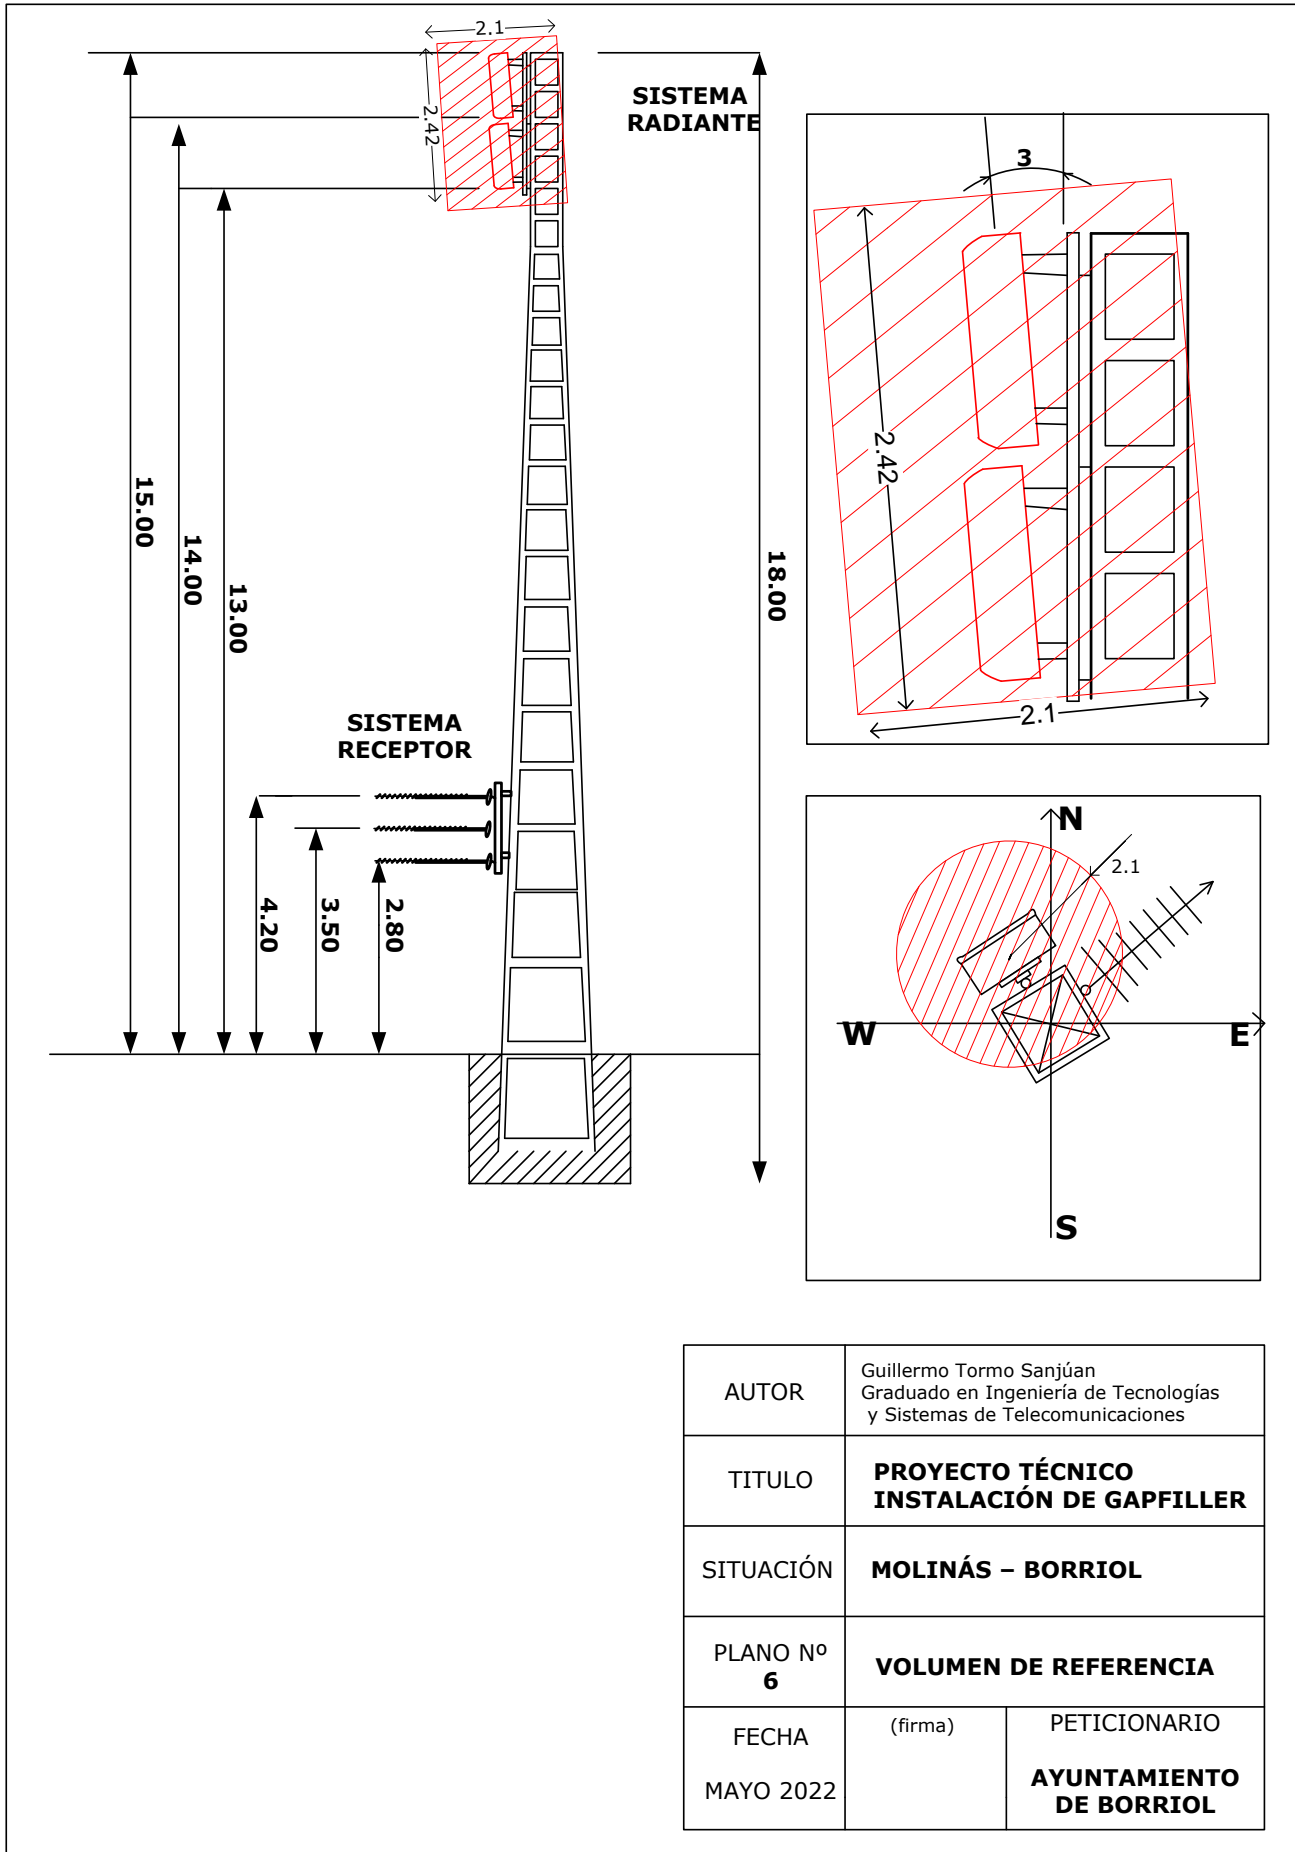 2.1
2.42
SISTEMA
RADIANTE
15.00
14.00
13.00
18.00
SISTEMA
RECEPTOR
4.20
3.50
2.80
3
2.42
2.1
N
2.1
W
E
S
AUTOR
Guillermo Tormo Sanjúan
Graduado en Ingeniería de Tecnologías
y Sistemas de Telecomunicaciones
TITULO
PROYECTO TÉCNICO
INSTALACIÓN DE GAPFILLER
SITUACIÓN
MOLINÁS – BORRIOL
PLANO Nº
6
VOLUMEN DE REFERENCIA
FECHA
MAYO 2022
(firma)
PETICIONARIO
AYUNTAMIENTO
DE BORRIOL